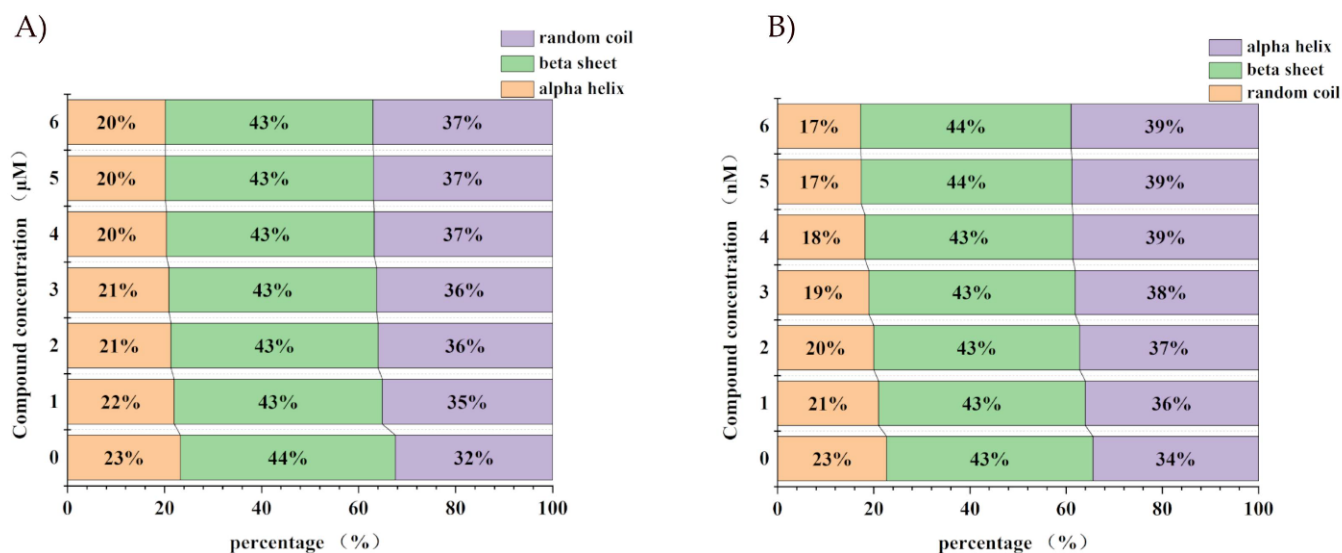 A)
random coil
beta sheet
alpha helix
Compound concentration （μM）
6 20% 43% 37%
5 20% 43% 37%
4 20% 43% 37%
3 21% 43% 36%
2 21% 43% 36%
1 22% 43% 35%
0 23% 44% 32%
0 20 40 60 80 100
percentage （%）
B)
alpha helix
beta sheet
random coil
Compound concentration （nM）
6 17% 44% 39%
5 17% 44% 39%
4 18% 43% 39%
3 19% 43% 38%
2 20% 43% 37%
1 21% 43% 36%
0 23% 43% 34%
0 20 40 60 80 100
percentage （%）